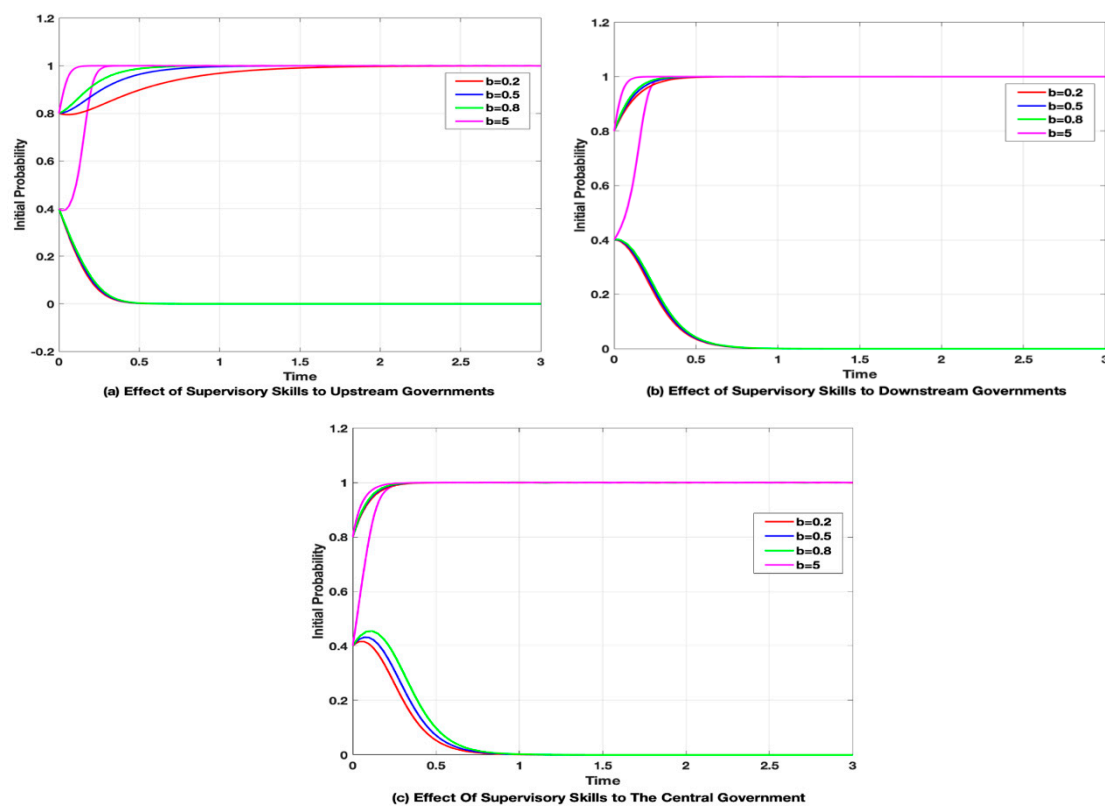 1.2
1
0.8
0.6
0.4
0.2
0
-0.2
Initial Probability
b=0.2
b=0.5
b=0.8
b=5
0 0.5 1 1.5 2 2.5 3
Time
(a) Effect of Supervisory Skills to Upstream Governments
1.2
1
0.8
0.6
0.4
0.2
0
Initial Probability
b=0.2
b=0.5
b=0.8
b=5
0 0.5 1 1.5 2 2.5 3
Time
(b) Effect of Supervisory Skills to Downstream Governments
1.2
1
0.8
0.6
0.4
0.2
0
Initial Probability
b=0.2
b=0.5
b=0.8
b=5
0 0.5 1 1.5 2 2.5 3
Time
(c) Effect Of Supervisory Skills to The Central Government